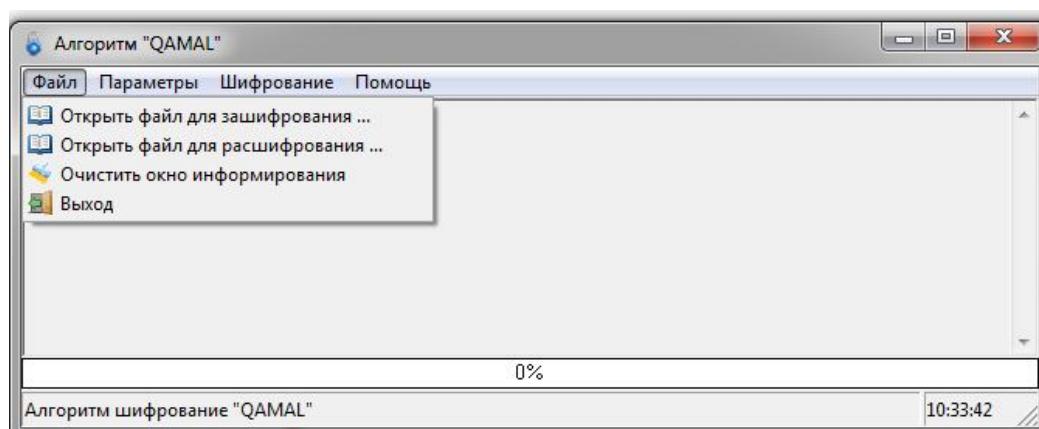 Алгоритм "QAMAL"
Файл Параметры Шифрование Помощь
Открыть файл для зашифрования ...
Открыть файл для расшифрования ...
Очистить окно информирования
Выход
0%
Алгоритм шифрование "QAMAL" 10:33:42